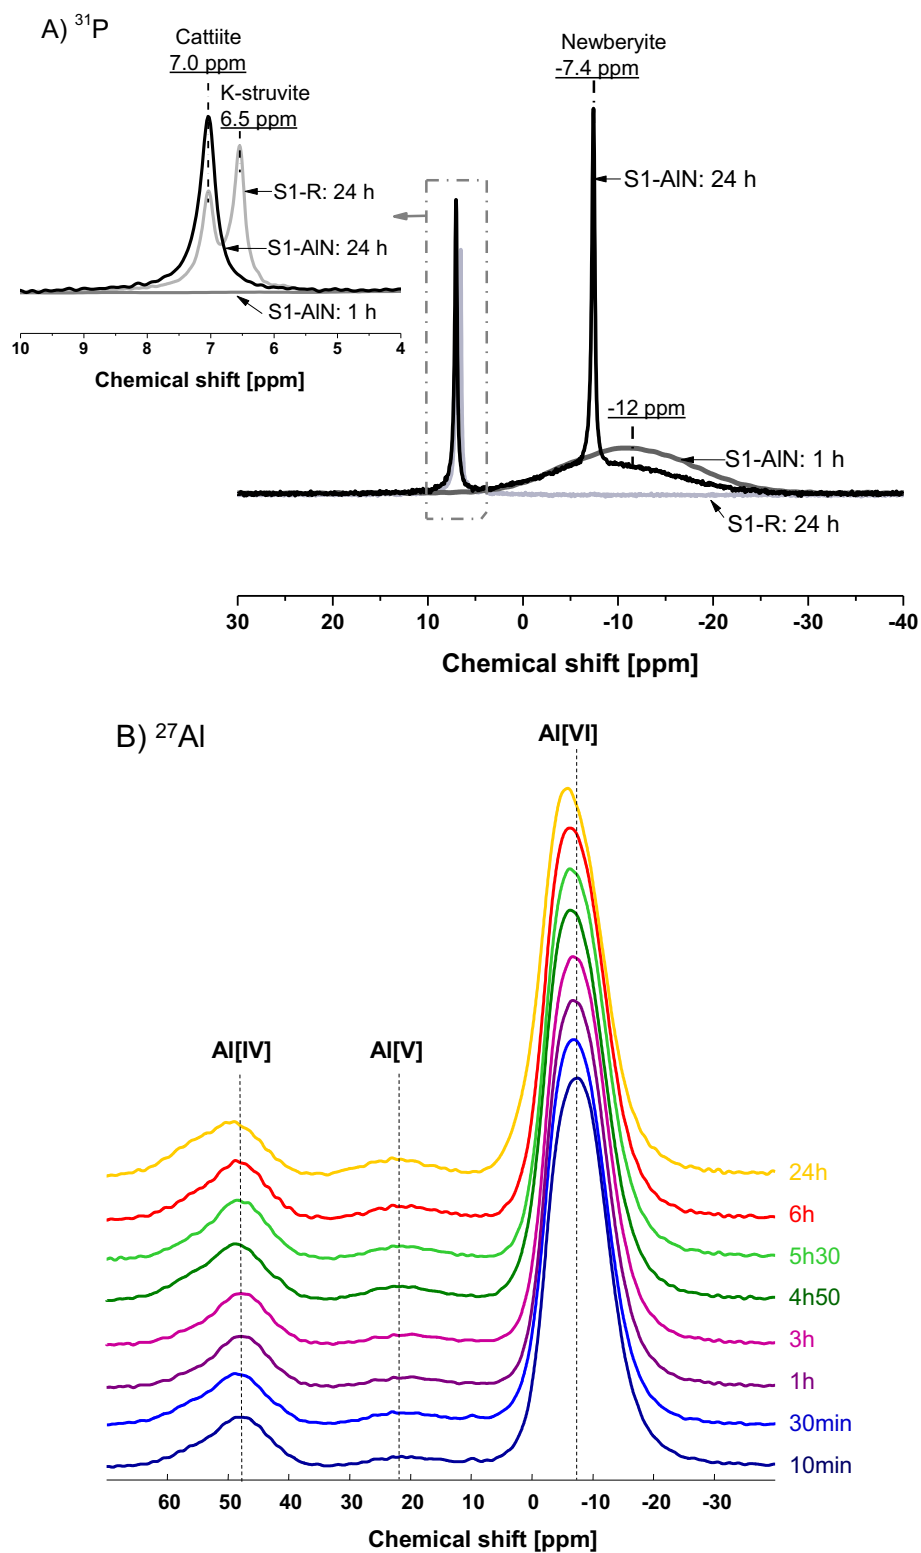 A) ³¹P
Cattiite
7.0 ppm
K-struvite
6.5 ppm
S1-R: 24 h
S1-AlN: 24 h
S1-AlN: 1 h
10 9 8 7 6 5 4
Chemical shift [ppm]
Newberyite
-7.4 ppm
S1-AlN: 24 h
-12 ppm
S1-AlN: 1 h
S1-R: 24 h
30 20 10 0 -10 -20 -30 -40
Chemical shift [ppm]
B) ²⁷Al
Al[VI]
Al[IV]
Al[V]
24h
6h
5h30
4h50
3h
1h
30min
10min
60 50 40 30 20 10 0 -10 -20 -30
Chemical shift [ppm]